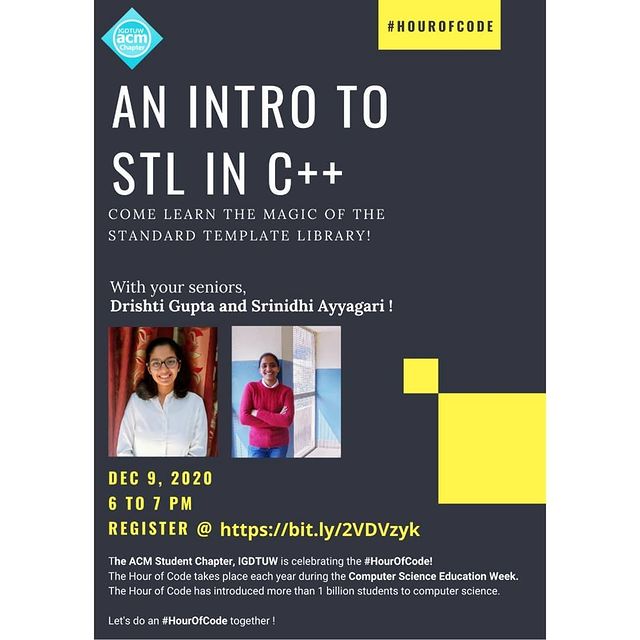 IGDTUW
acm
Chapter
#HOUROFCODE
AN INTRO TO
STL IN C++
COME LEARN THE MAGIC OF THE
STANDARD TEMPLATE LIBRARY!
With your seniors,
Drishti Gupta and Srinidhi Ayyagari !
DEC 9, 2020
6 TO 7 PM
REGISTER @ https://bit.ly/2VDVzyk
The ACM Student Chapter, IGDTUW is celebrating the #HourOfCode!
The Hour of Code takes place each year during the Computer Science Education Week.
The Hour of Code has introduced more than 1 billion students to computer science.
Let's do an #HourOfCode together !